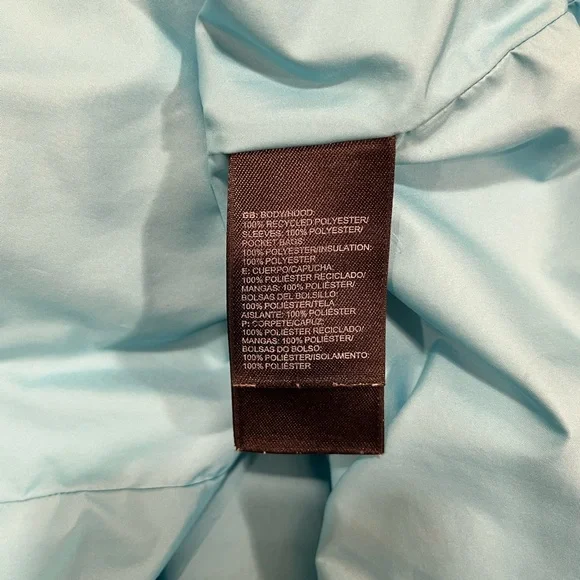 GB: BODY/HOOD:
100% RECYCLED POLYESTER/
SLEEVES: 100% POLYESTER/
POCKET BAGS:
100% POLYESTER/INSULATION:
100% POLYESTER
E: CUERPO/CAPUCHA:
100% POLIÉSTER RECICLADO/
MANGAS: 100% POLIÉSTER/
BOLSAS DEL BOLSILLO:
100% POLIÉSTER/TELA
AISLANTE: 100% POLIÉSTER
P: CORPETE/CAPUZ:
100% POLIÉSTER RECICLADO/
MANGAS: 100% POLIÉSTER/
BOLSAS DO BOLSO:
100% POLIÉSTER/ISOLAMENTO:
100% POLIÉSTER